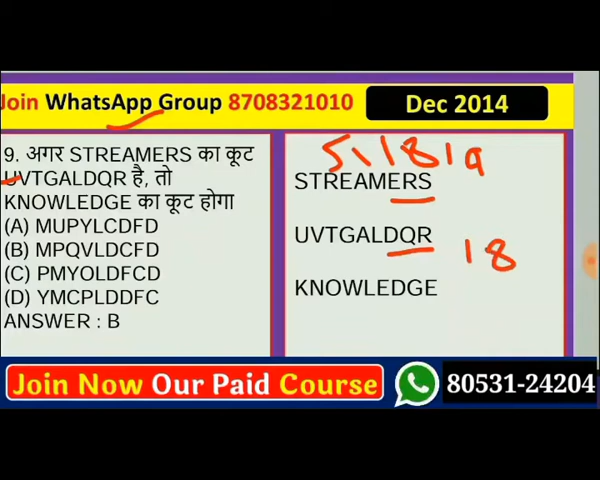 Join WhatsApp Group 8708321010
Dec 2014
9. अगर STREAMERS का कूट
UVTGALDQR है, तो
KNOWLEDGE का कूट होगा
(A) MUPYLCDFD
(B) MPQVLDCFD
(C) PMYOLDFCD
(D) YMCPLDDFC
ANSWER : B
5 18 19
STREAMERS
UVTGALDQR
18
KNOWLEDGE
Join Now Our Paid Course
80531-24204